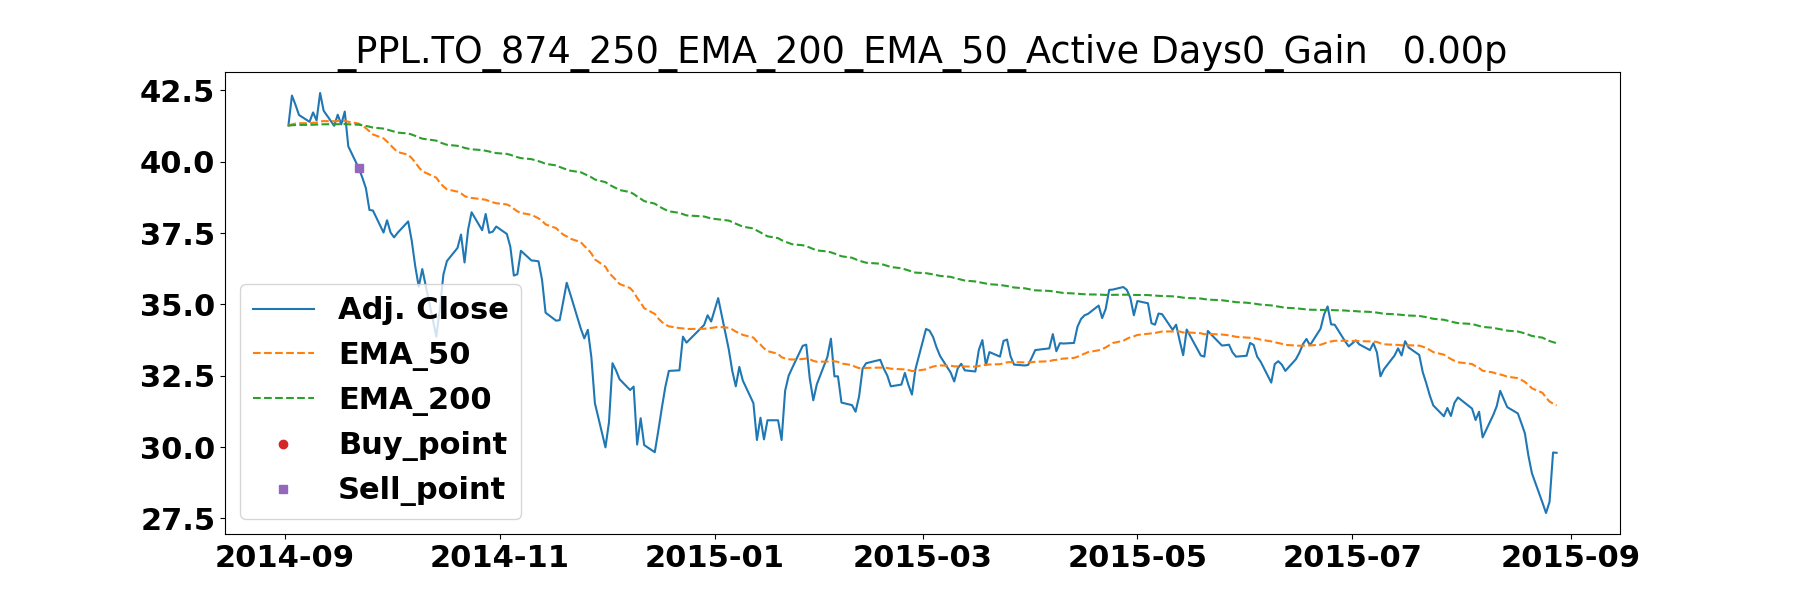 _PPL.TO_874_250_EMA_200_EMA_50_Active Days0_Gain   0.00p
42.5
40.0
37.5
35.0
32.5
30.0
27.5
Adj. Close
EMA_50
EMA_200
Buy_point
Sell_point
2014-09 2014-11 2015-01 2015-03 2015-05 2015-07 2015-09